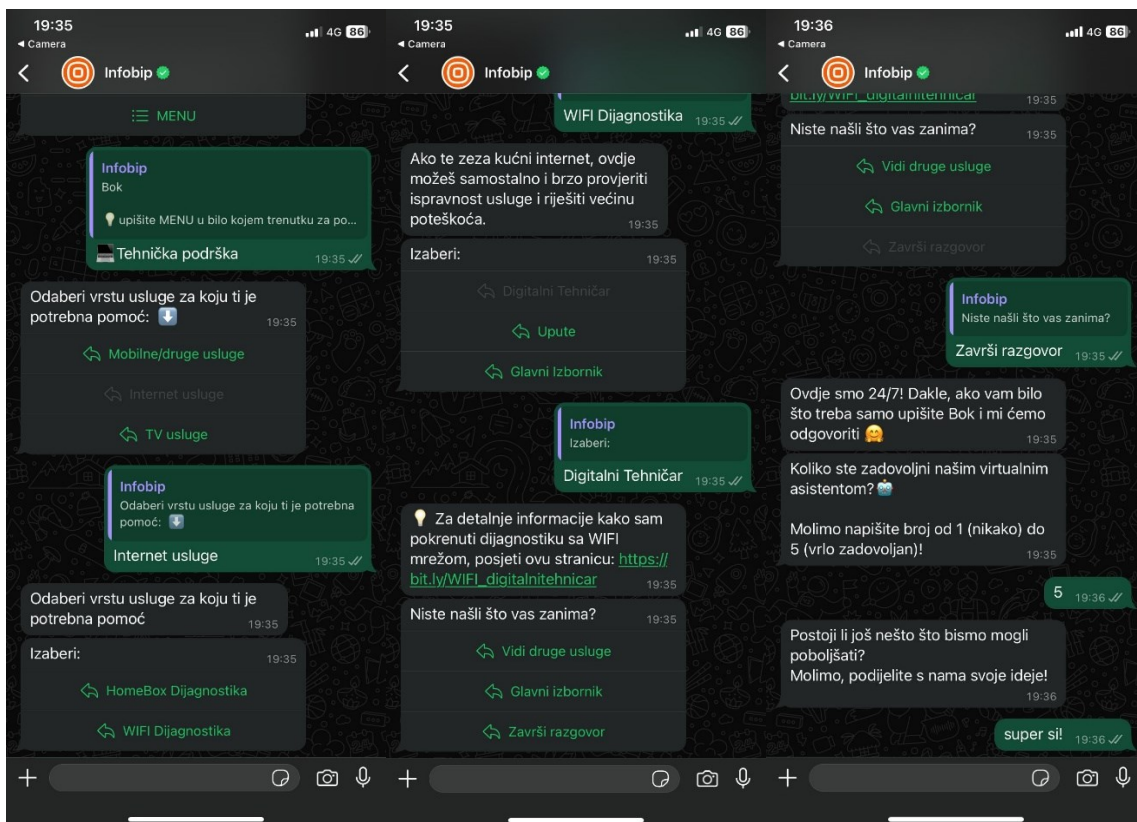 19:35
4G 86
◄ Camera
Infobip
MENU
Infobip
Bok
upišite MENU u bilo kojem trenutku za po...
Tehnička podrška 19:35
Odaberi vrstu usluge za koju ti je
potrebna pomoć: 19:35
Mobilne/druge usluge
Internet usluge
TV usluge
Infobip
Odaberi vrstu usluge za koju ti je potrebna
pomoć:
Internet usluge 19:35
Odaberi vrstu usluge za koju ti je
potrebna pomoć 19:35
Izaberi: 19:35
HomeBox Dijagnostika
WIFI Dijagnostika
19:35
4G 86
◄ Camera
Infobip
WIFI Dijagnostika 19:35
Ako te zeza kućni internet, ovdje
možeš samostalno i brzo provjeriti
ispravnost usluge i riješiti većinu
poteškoća. 19:35
Izaberi: 19:35
Digitalni Tehničar
Upute
Glavni Izbornik
Infobip
Izaberi:
Digitalni Tehničar 19:35
Za detalnje informacije kako sam
pokrenuti dijagnostiku sa WIFI
mrežom, posjeti ovu stranicu: https://
bit.ly/WIFI_digitalnitehnicar 19:35
Niste našli što vas zanima? 19:35
Vidi druge usluge
Glavni izbornik
Završi razgovor
19:36
4G 86
◄ Camera
Infobip
bit.ly/WIFI_digitalnitehnicar 19:35
Niste našli što vas zanima? 19:35
Vidi druge usluge
Glavni izbornik
Završi razgovor
Infobip
Niste našli što vas zanima?
Završi razgovor 19:35
Ovdje smo 24/7! Dakle, ako vam bilo
što treba samo upišite Bok i mi ćemo
odgovoriti 19:35
Koliko ste zadovoljni našim virtualnim
asistentom?
Molimo napišite broj od 1 (nikako) do
5 (vrlo zadovoljan)! 19:35
5 19:36
Postoji li još nešto što bismo mogli
poboljšati?
Molimo, podijelite s nama svoje ideje!
19:36
super si! 19:36